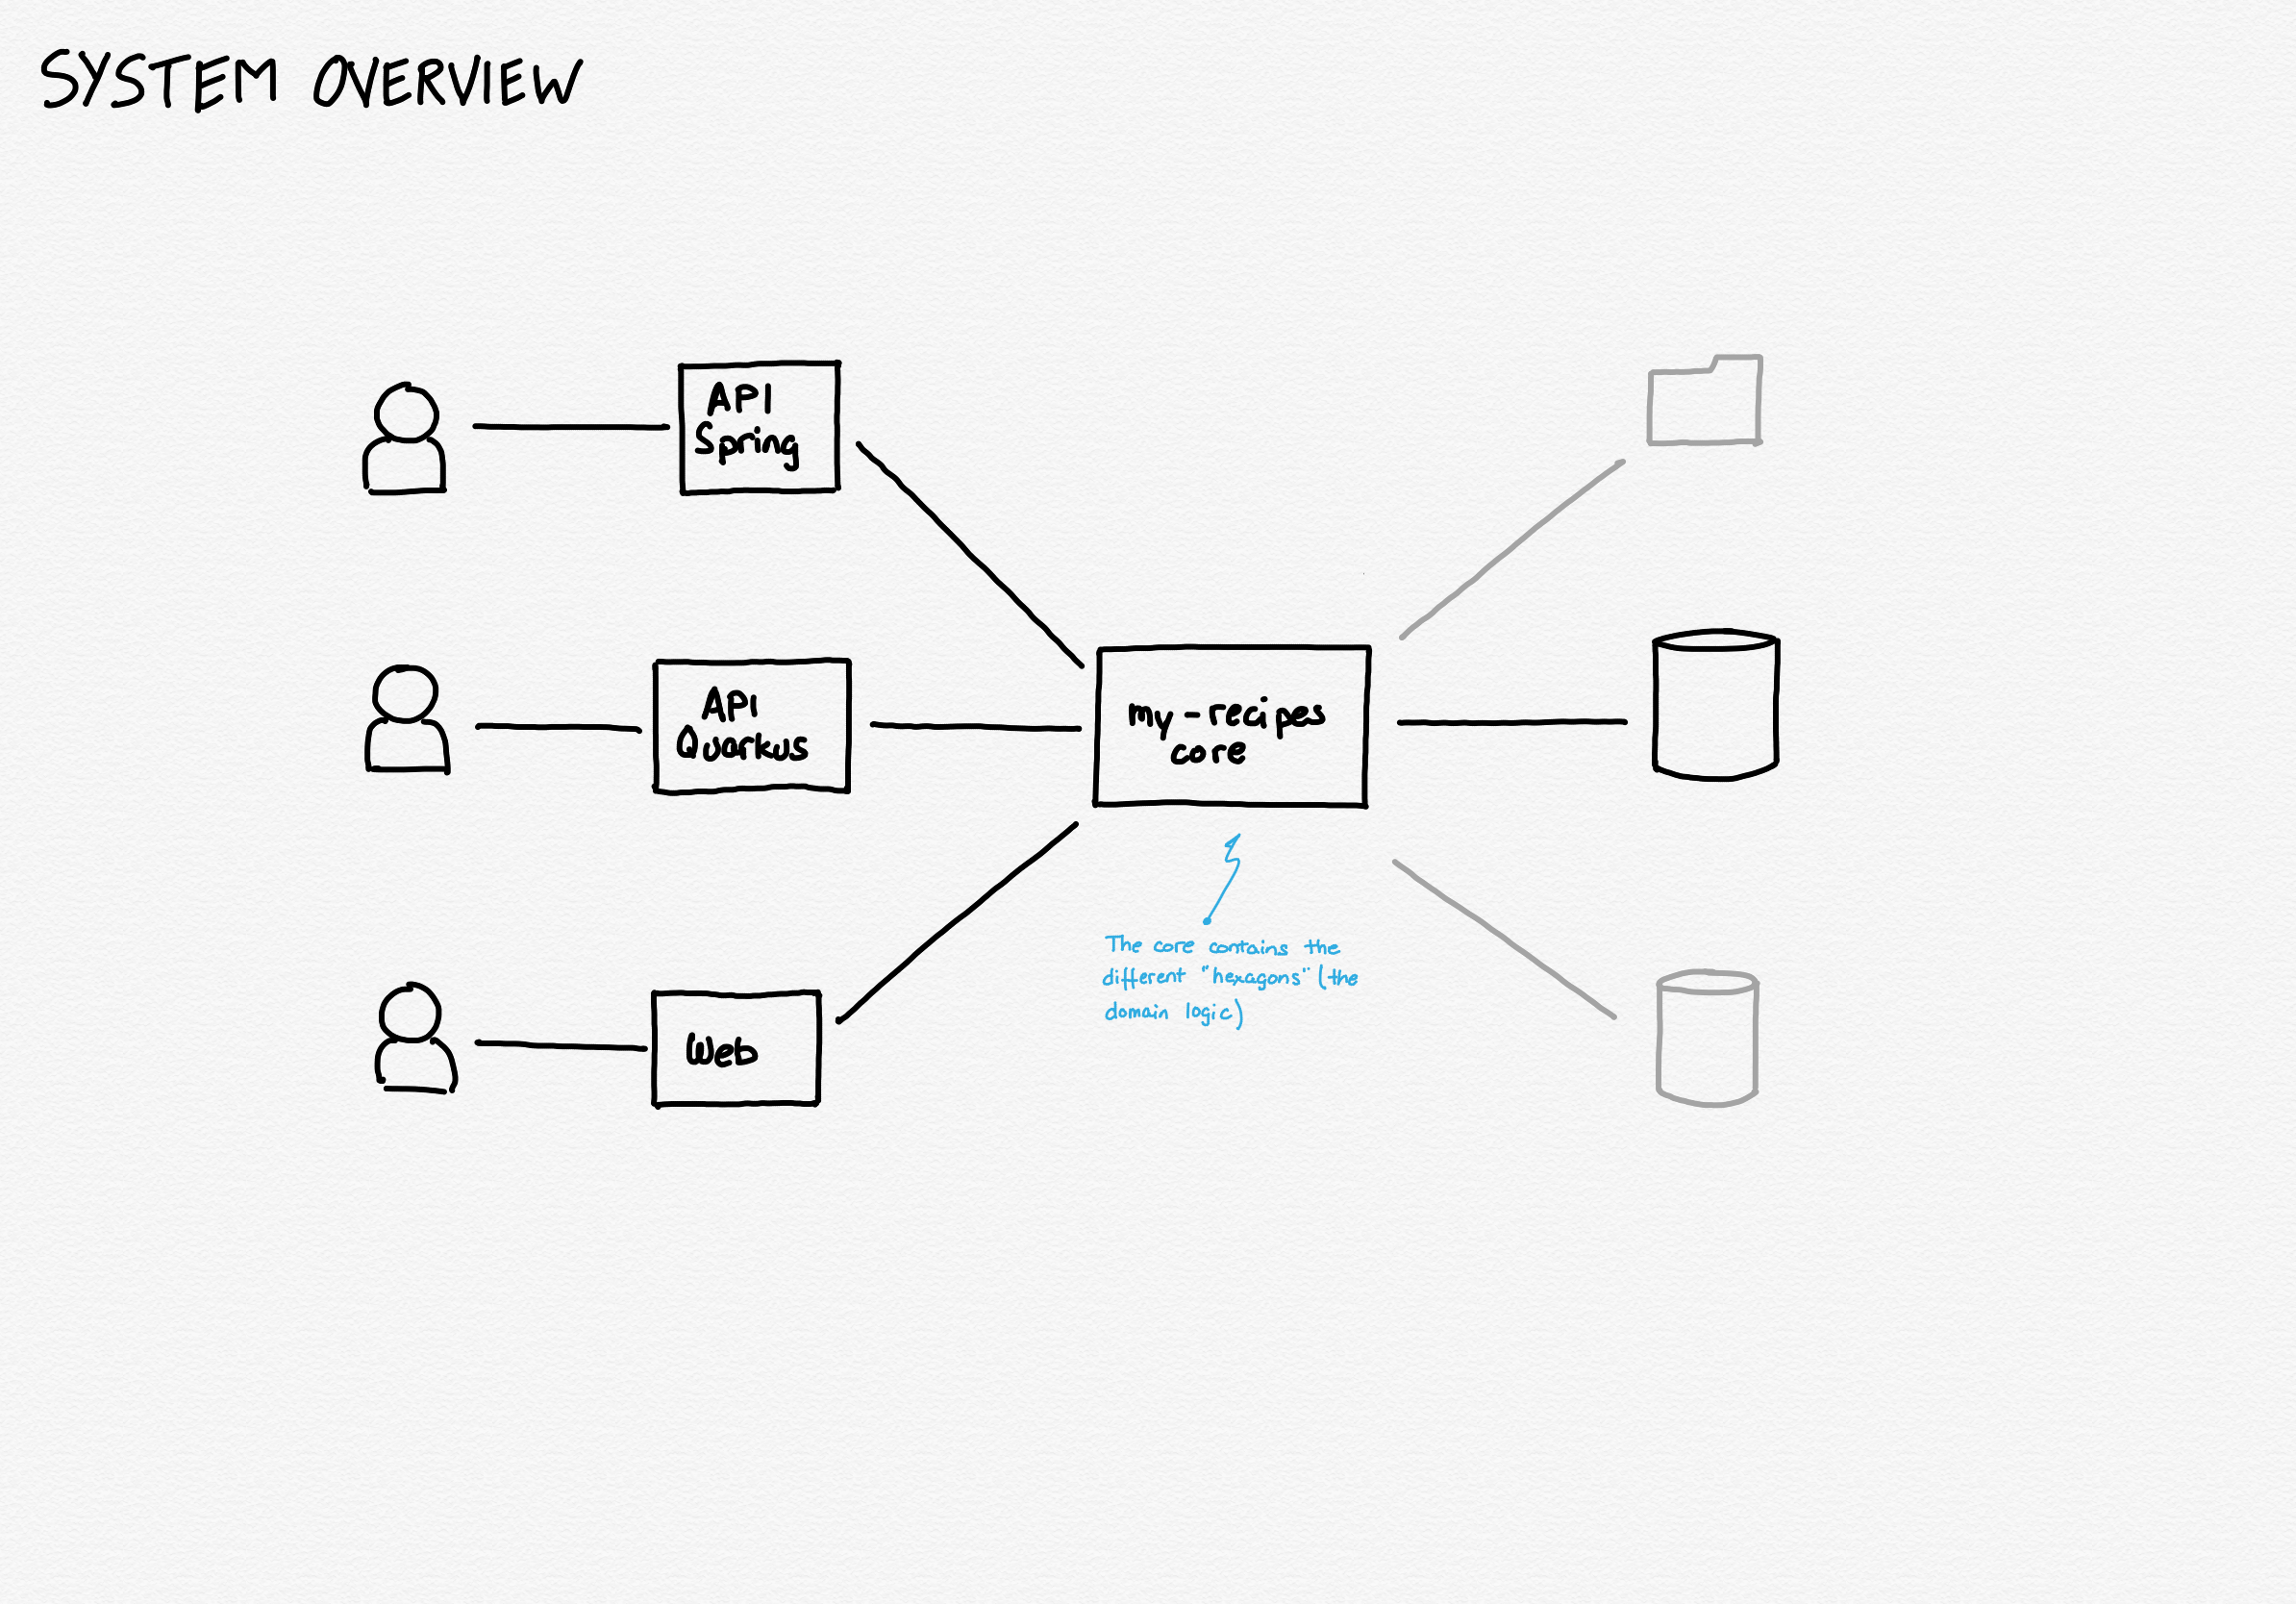 SYSTEM OVERVIEW
API
Spring
API
Quarkus
my-recipes
core
Web
The core contains the
different "hexagons" (the
domain logic)